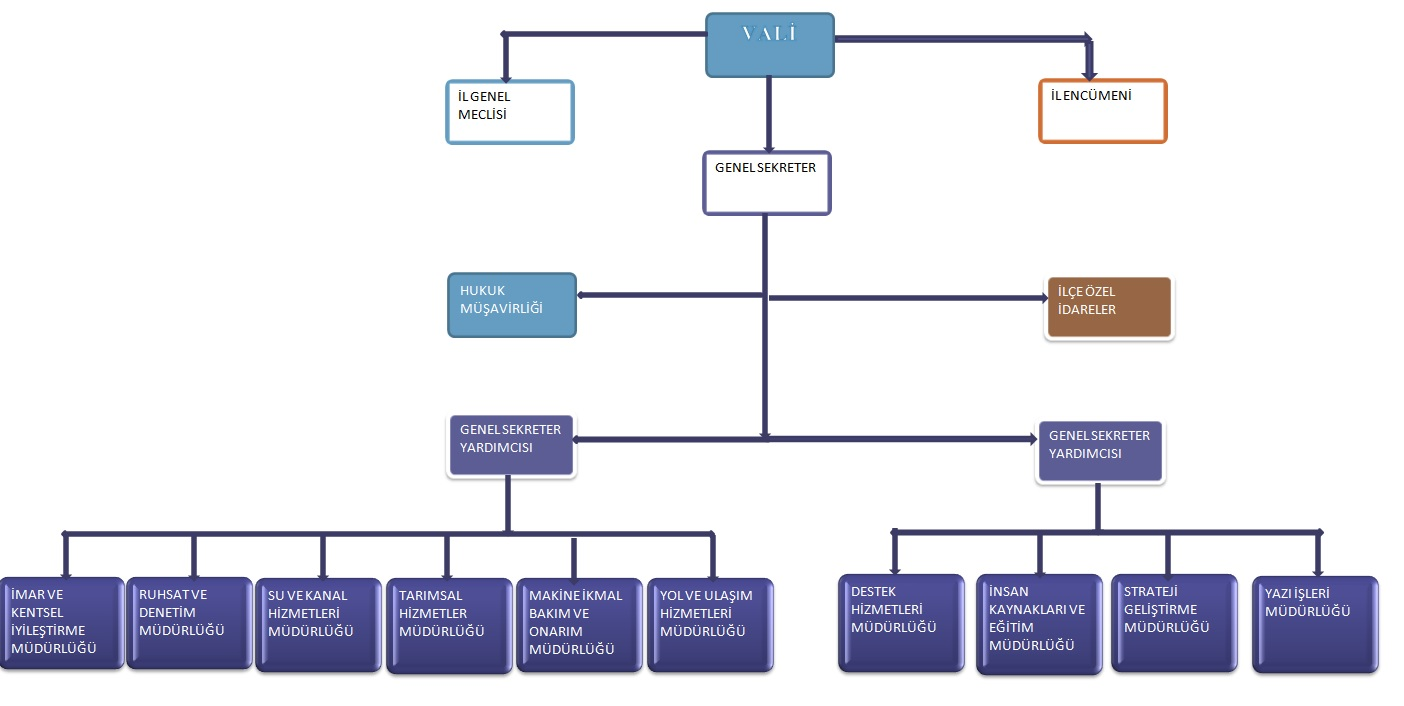 VALİ
İL GENEL
MECLİSİ
İL ENCÜMENİ
GENEL SEKRETER
HUKUK
MÜŞAVİRLİĞİ
İLÇE ÖZEL
İDARELER
GENEL SEKRETER
YARDIMCISI
GENEL SEKRETER
YARDIMCISI
İMAR VE
KENTSEL
İYİLEŞTİRME
MÜDÜRLÜĞÜ
RUHSAT VE
DENETİM
MÜDÜRLÜĞÜ
SU VE KANAL
HİZMETLERİ
MÜDÜRLÜĞÜ
TARIMSAL
HİZMETLER
MÜDÜRLÜĞÜ
MAKİNE İKMAL
BAKIM VE
ONARIM
MÜDÜRLÜĞÜ
YOL VE ULAŞIM
HİZMETLERİ
MÜDÜRLÜĞÜ
DESTEK
HİZMETLERİ
MÜDÜRLÜĞÜ
İNSAN
KAYNAKLARI VE
EĞİTİM
MÜDÜRLÜĞÜ
STRATEJİ
GELİŞTİRME
MÜDÜRLÜĞÜ
YAZI İŞLERİ
MÜDÜRLÜĞÜ